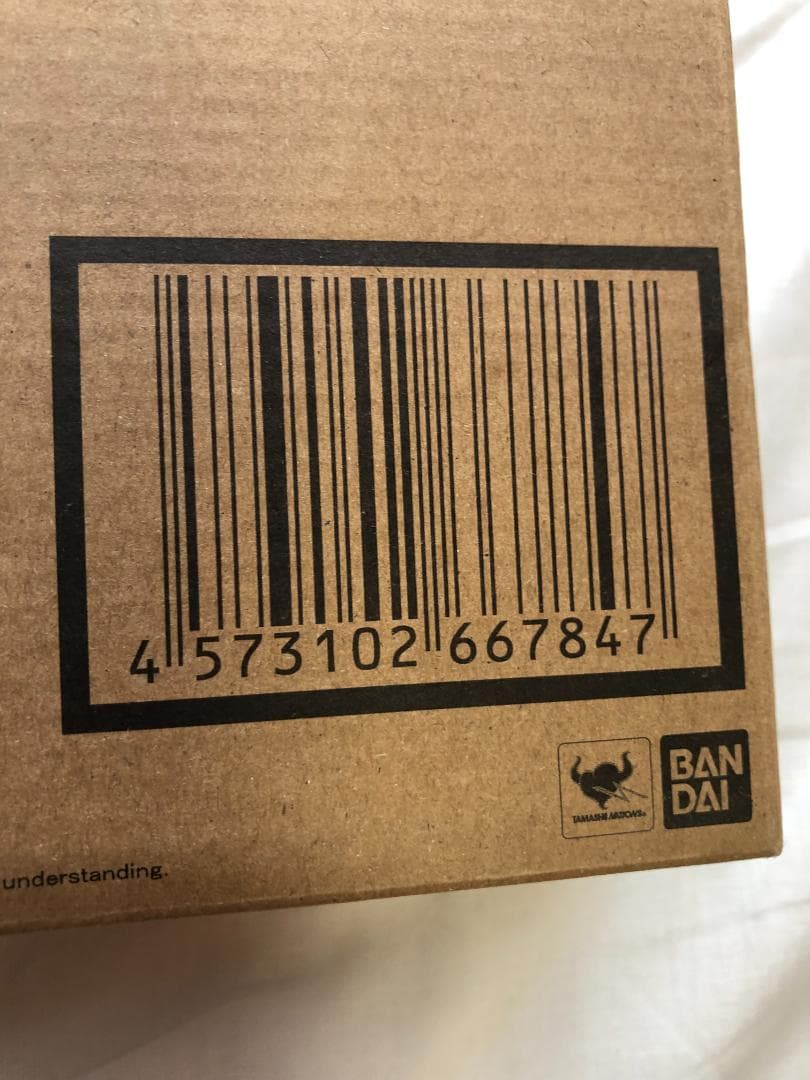 4 573102 667847
TAMASHII NATIONS®
BAN
DAI
understanding.